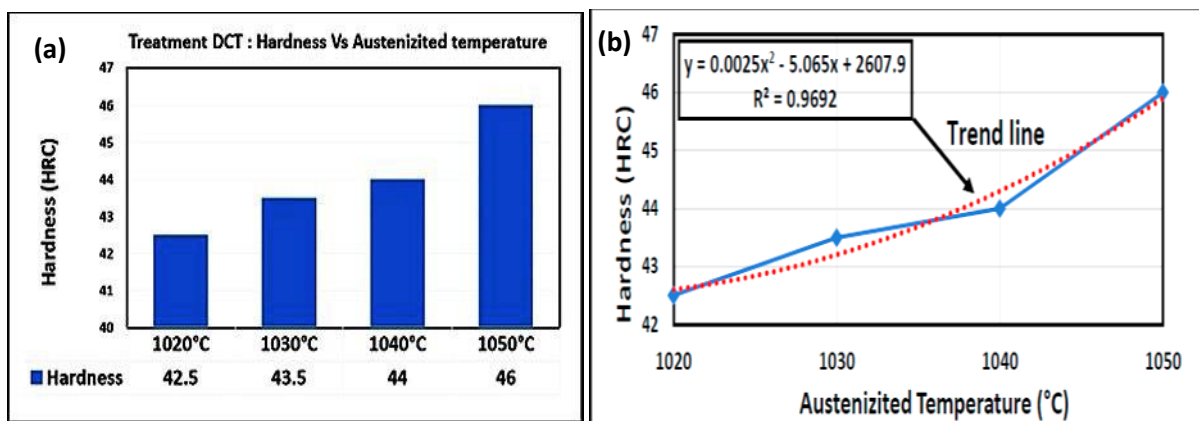 (a)
Treatment DCT : Hardness Vs Austenizited temperature
Hardness (HRC)
47
46
45
44
43
42
41
40
1020°C 1030°C 1040°C 1050°C
Hardness 42.5 43.5 44 46
(b)
Hardness (HRC)
47
46
45
44
43
42
y = 0.0025x² - 5.065x + 2607.9
R² = 0.9692
Trend line
1020 1030 1040 1050
Austenizited Temperature (°C)